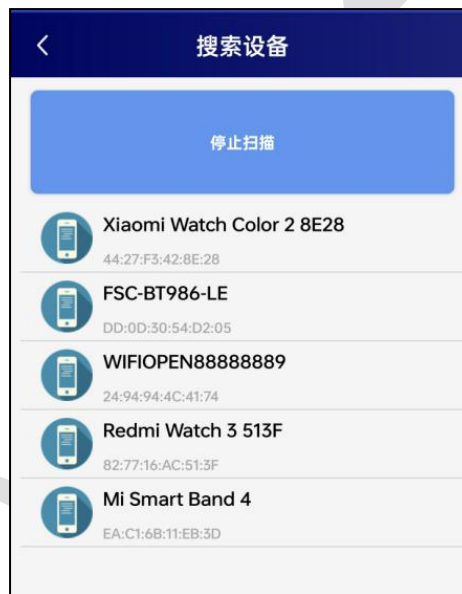 搜索设备
停止扫描
Xiaomi Watch Color 2 8E28
44:27:F3:42:8E:28
FSC-BT986-LE
DD:0D:30:54:D2:05
WIFIOPEN88888889
24:94:94:4C:41:74
Redmi Watch 3 513F
82:77:16:AC:51:3F
Mi Smart Band 4
EA:C1:6B:11:EB:3D